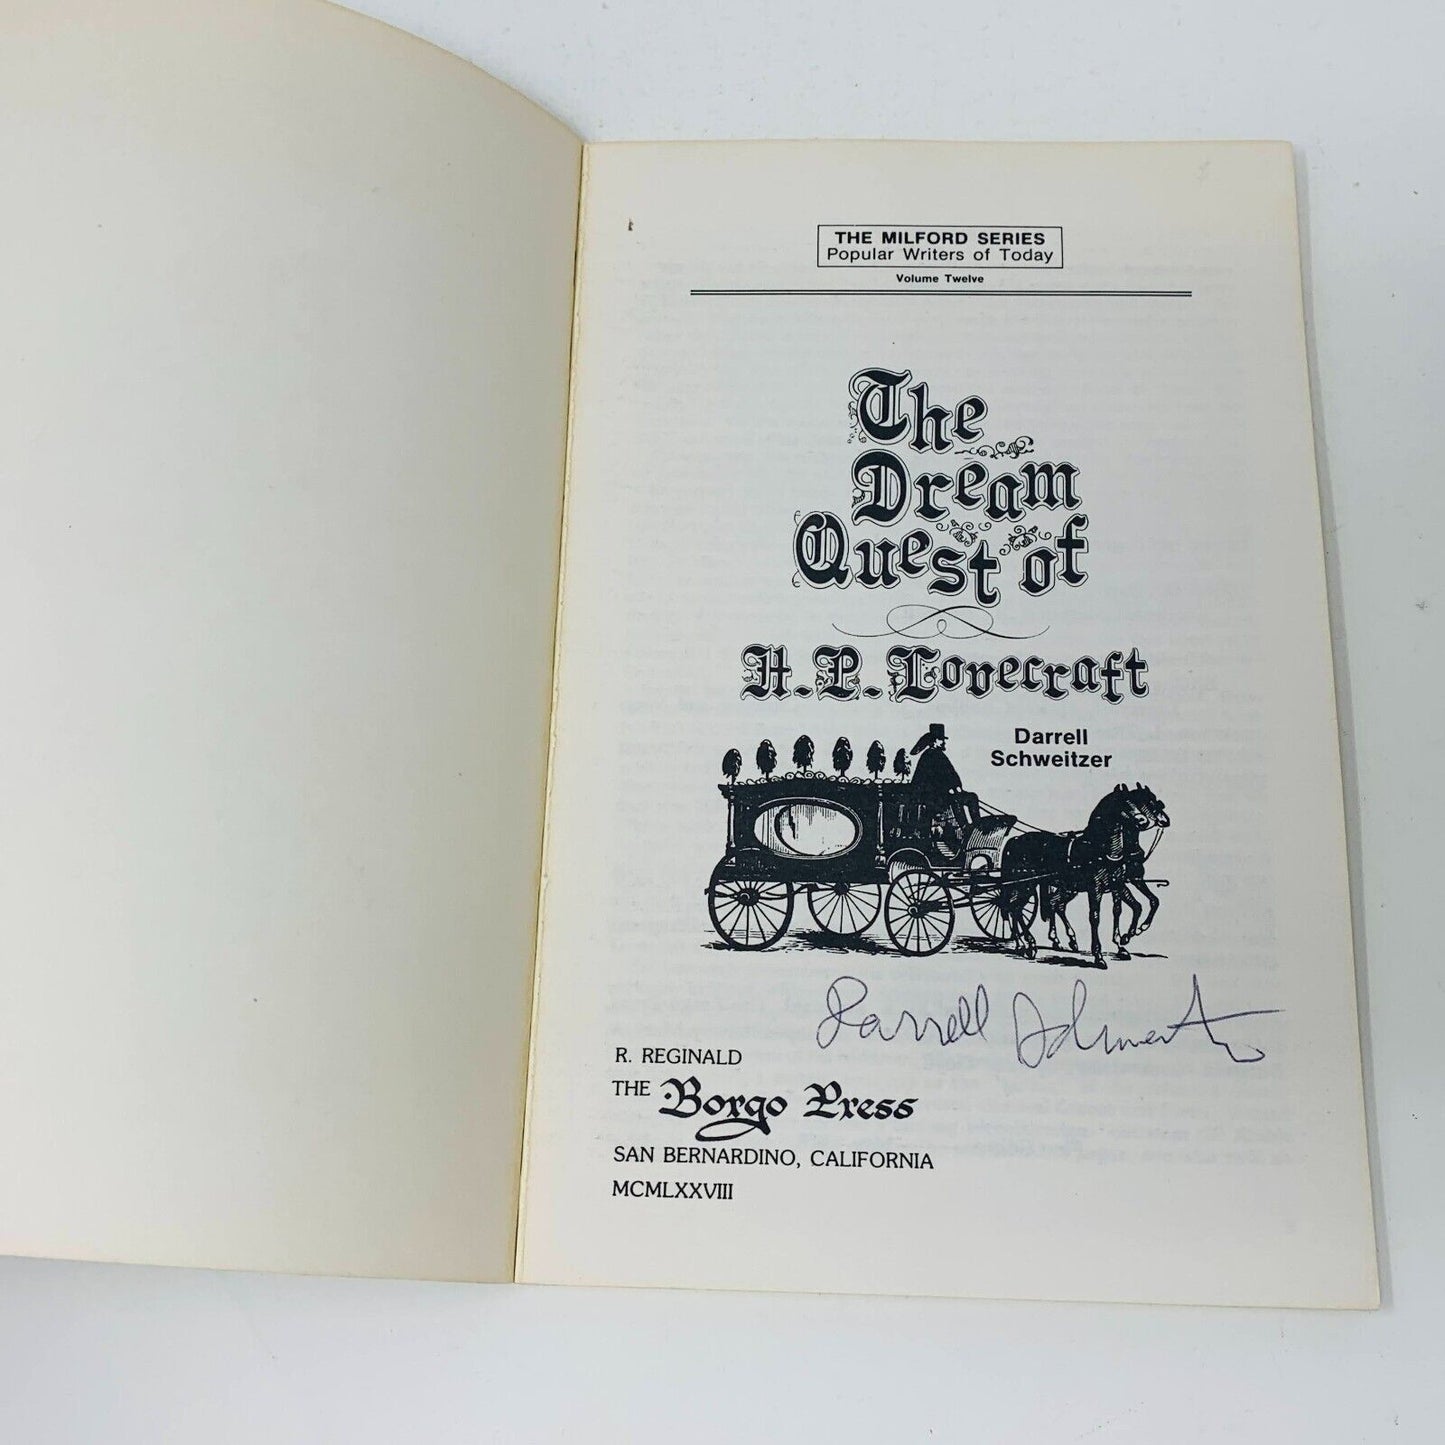 THE MILFORD SERIES
Popular Writers of Today
Volume Twelve
The
Dream
Quest of
H.P. Lovecraft
Darrell
Schweitzer
Darrell Schweitzer
R. REGINALD
THE Borgo Press
SAN BERNARDINO, CALIFORNIA
MCMLXXVIII